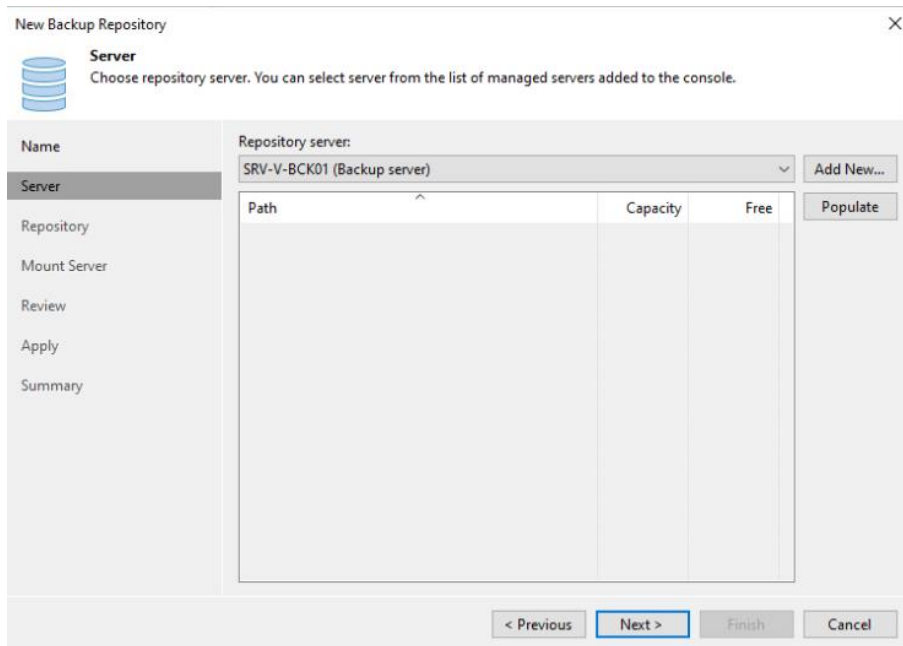 New Backup Repository
Server
Choose repository server. You can select server from the list of managed servers added to the console.
Name
Server
Repository
Mount Server
Review
Apply
Summary
Repository server:
SRV-V-BCK01 (Backup server)
Add New...
Path Capacity Free
Populate
< Previous Next > Finish Cancel